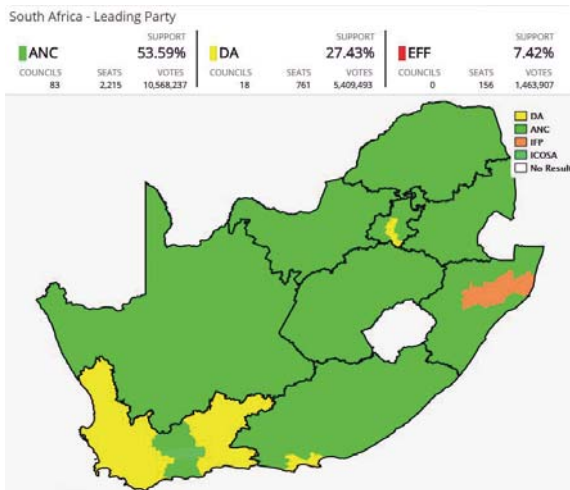 South Africa - Leading Party
ANC SUPPORT 53.59%
COUNCILS SEATS VOTES
83 2,215 10,568,237
DA SUPPORT 27.43%
COUNCILS SEATS VOTES
18 761 5,409,493
EFF SUPPORT 7.42%
COUNCILS SEATS VOTES
0 156 1,463,907
DA
ANC
IFP
ICOSA
No Result